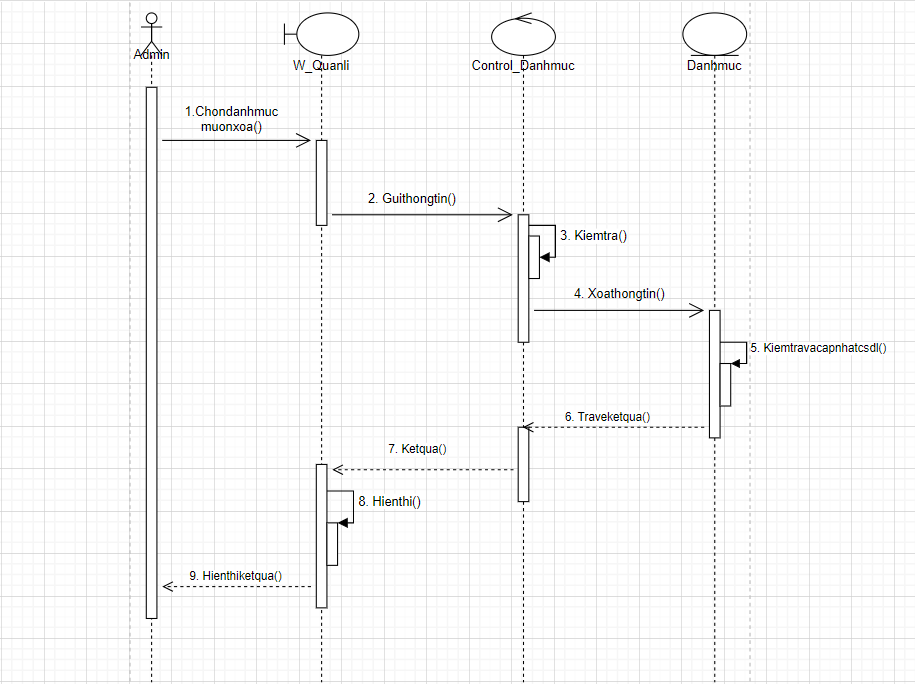 Admin
W_Quanli
Control_Danhmuc
Danhmuc
1.Chondanhmuc
muonxoa()
2. Guithongtin()
3. Kiemtra()
4. Xoathongtin()
5. Kiemtravacapnhatcsdl()
6. Traveketqua()
7. Ketqua()
8. Hienthi()
9. Hienthiketqua()